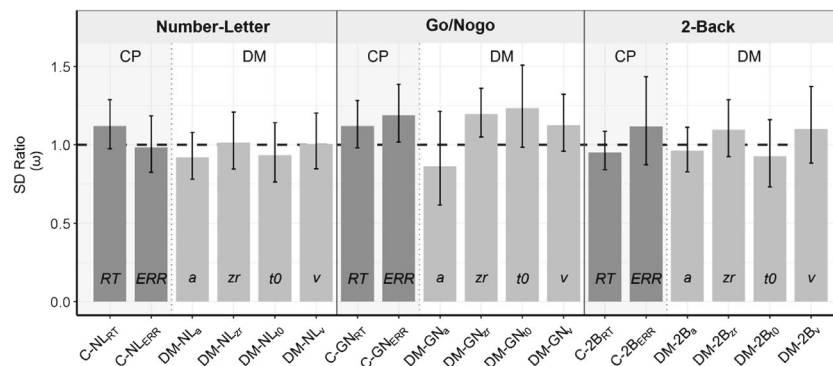 Number-Letter Go/Nogo 2-Back
CP DM CP DM CP DM
SD Ratio
(ω)
1.5
1.0
0.5
0.0
RT ERR a zr t0 v RT ERR a zr t0 v RT ERR a zr t0 v
C-NLRT C-NLERR DM-NLa DM-NLzr DM-NLt0 DM-NLv C-GNRT C-GNERR DM-GNa DM-GNzr DM-GNt0 DM-GNv C-2BRT C-2BERR DM-2Ba DM-2Bzr DM-2Bt0 DM-2Bv